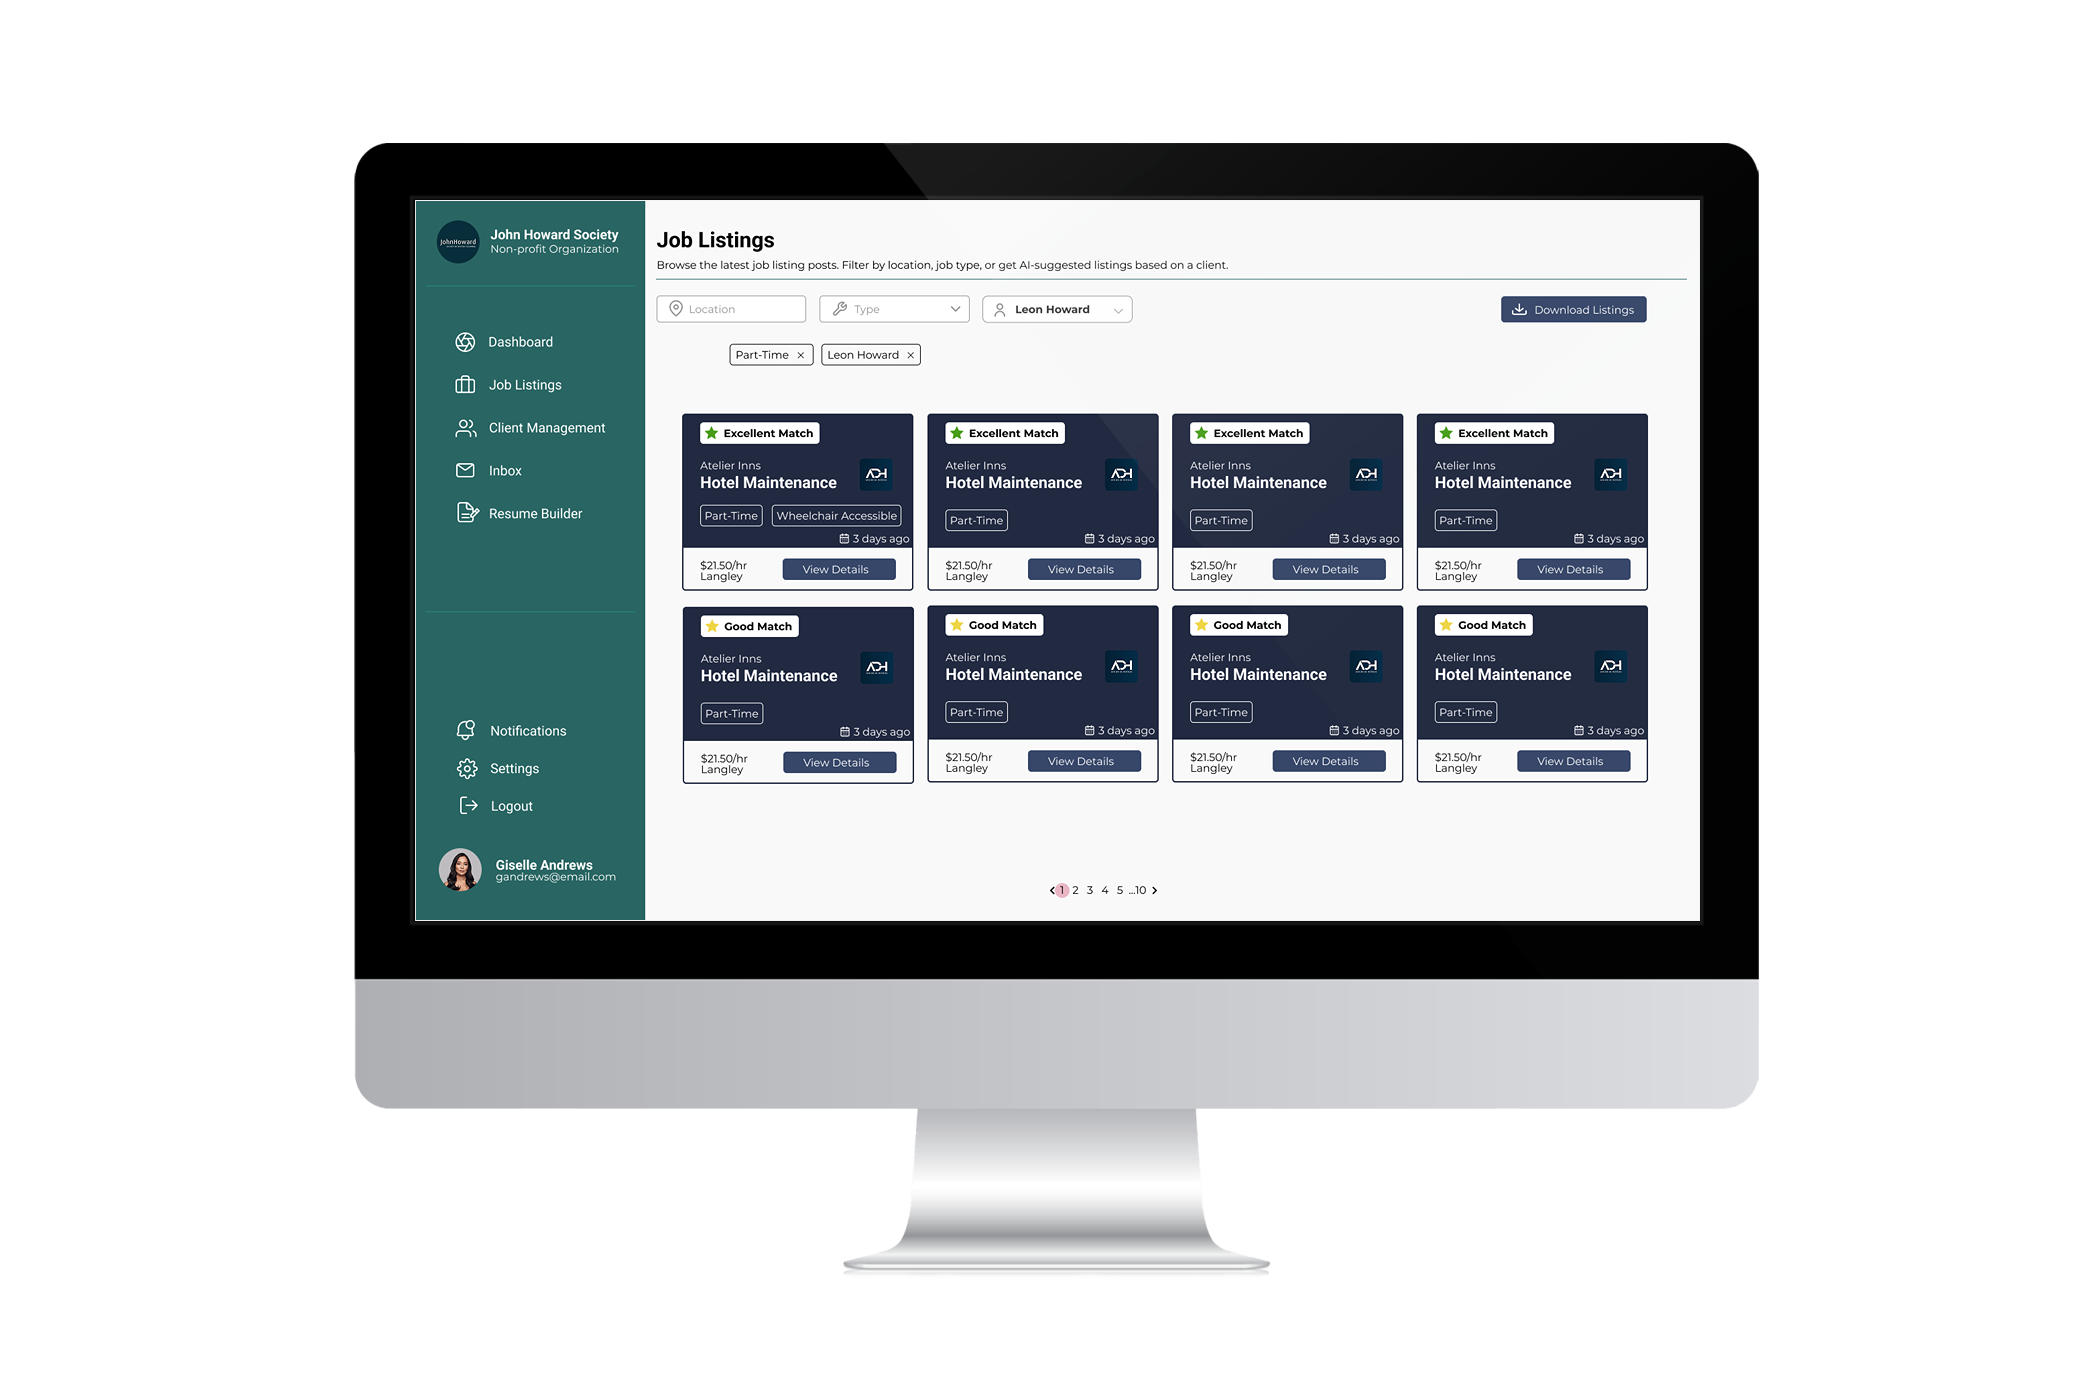 JohnHoward
John Howard Society
Non-profit Organization
Dashboard
Job Listings
Client Management
Inbox
Resume Builder
Notifications
Settings
Logout
Giselle Andrews
gandrews@email.com
Job Listings
Browse the latest job listing posts. Filter by location, job type, or get AI-suggested listings based on a client.
Location
Type
Leon Howard
Download Listings
Part-Time
Leon Howard
Excellent Match
Atelier Inns
Hotel Maintenance
ADH
Part-Time
Wheelchair Accessible
3 days ago
$21.50/hr
Langley
View Details
Excellent Match
Atelier Inns
Hotel Maintenance
ADH
Part-Time
3 days ago
$21.50/hr
Langley
View Details
Excellent Match
Atelier Inns
Hotel Maintenance
ADH
Part-Time
3 days ago
$21.50/hr
Langley
View Details
Excellent Match
Atelier Inns
Hotel Maintenance
ADH
Part-Time
3 days ago
$21.50/hr
Langley
View Details
Good Match
Atelier Inns
Hotel Maintenance
ADH
Part-Time
3 days ago
$21.50/hr
Langley
View Details
Good Match
Atelier Inns
Hotel Maintenance
ADH
Part-Time
3 days ago
$21.50/hr
Langley
View Details
Good Match
Atelier Inns
Hotel Maintenance
ADH
Part-Time
3 days ago
$21.50/hr
Langley
View Details
Good Match
Atelier Inns
Hotel Maintenance
ADH
Part-Time
3 days ago
$21.50/hr
Langley
View Details
1 2 3 4 5 ...10